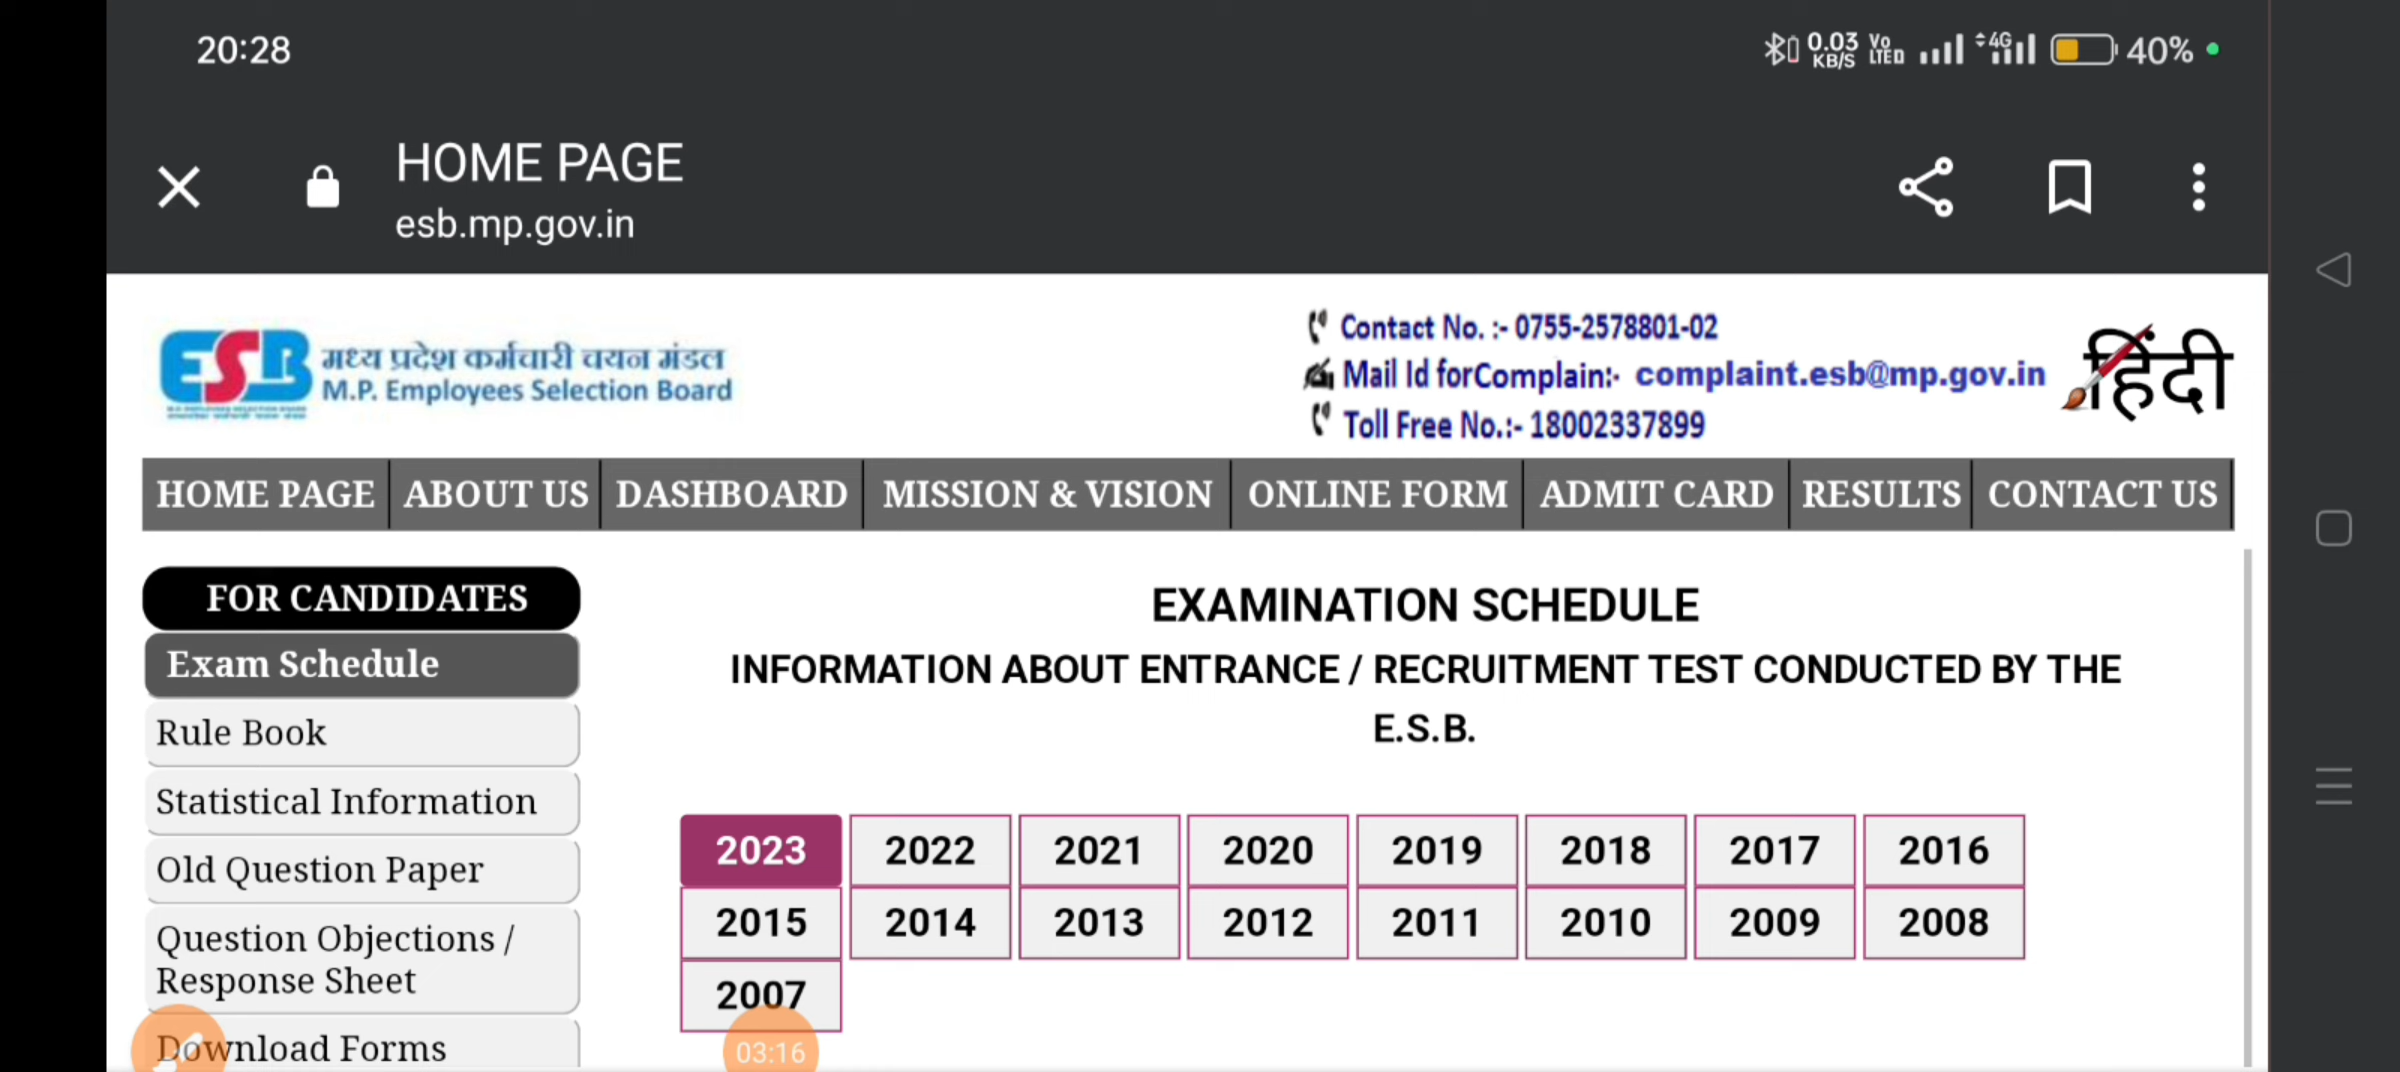 20:28
0.03 KB/S Vo LTED 4G 40%
HOME PAGE
esb.mp.gov.in
ESB मध्य प्रदेश कर्मचारी चयन मंडल
M.P. Employees Selection Board
Contact No. :- 0755-2578801-02
Mail Id forComplain:- complaint.esb@mp.gov.in
Toll Free No.:- 18002337899
हिंदी
HOME PAGE ABOUT US DASHBOARD MISSION & VISION ONLINE FORM ADMIT CARD RESULTS CONTACT US
FOR CANDIDATES
Exam Schedule
Rule Book
Statistical Information
Old Question Paper
Question Objections /
Response Sheet
Download Forms
EXAMINATION SCHEDULE
INFORMATION ABOUT ENTRANCE / RECRUITMENT TEST CONDUCTED BY THE
E.S.B.
2023 2022 2021 2020 2019 2018 2017 2016
2015 2014 2013 2012 2011 2010 2009 2008
2007
03:16